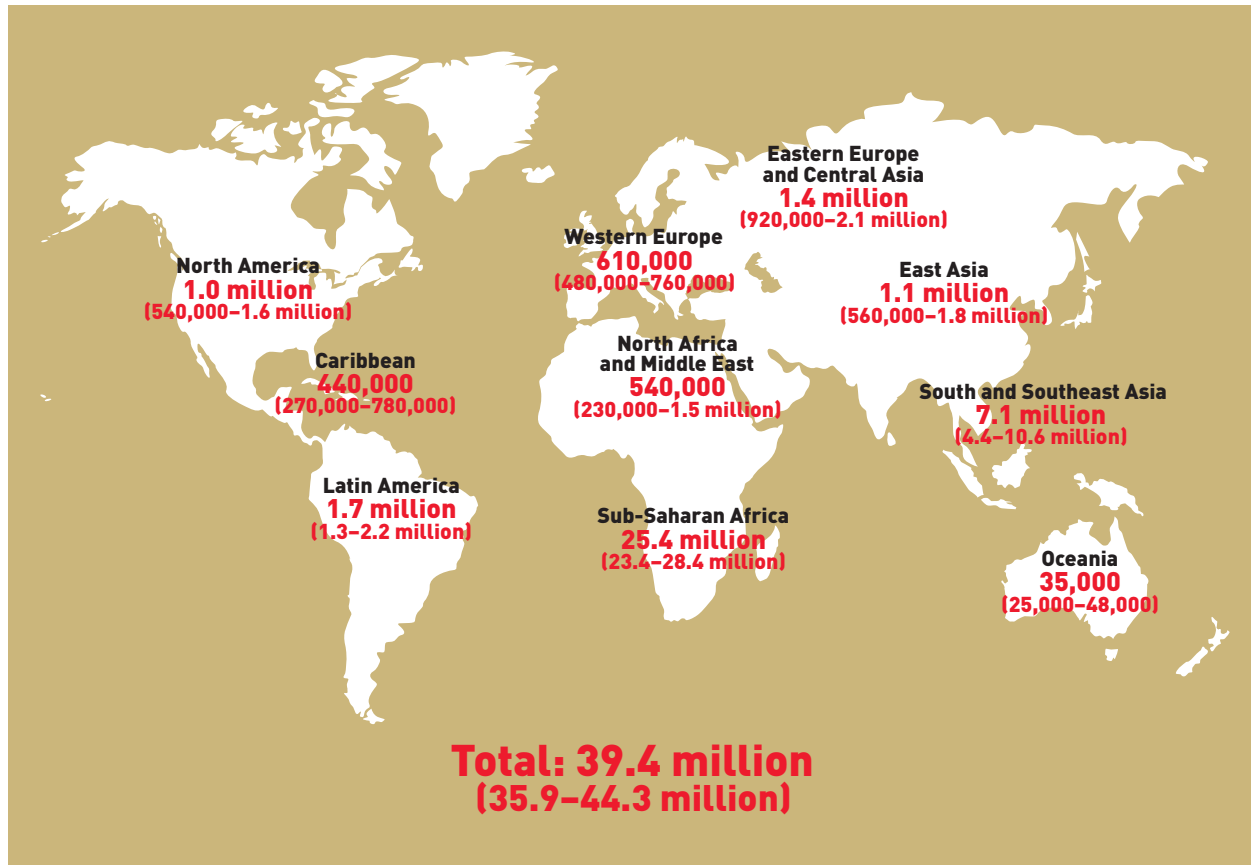 Eastern Europe
and Central Asia
1.4 million
(920,000–2.1 million)
Western Europe
610,000
(480,000–760,000)
North America
1.0 million
(540,000–1.6 million)
East Asia
1.1 million
(560,000–1.8 million)
North Africa
and Middle East
540,000
(230,000–1.5 million)
Caribbean
440,000
(270,000–780,000)
South and Southeast Asia
7.1 million
(4.4–10.6 million)
Latin America
1.7 million
(1.3–2.2 million)
Sub-Saharan Africa
25.4 million
(23.4–28.4 million)
Oceania
35,000
(25,000–48,000)
Total: 39.4 million
(35.9–44.3 million)